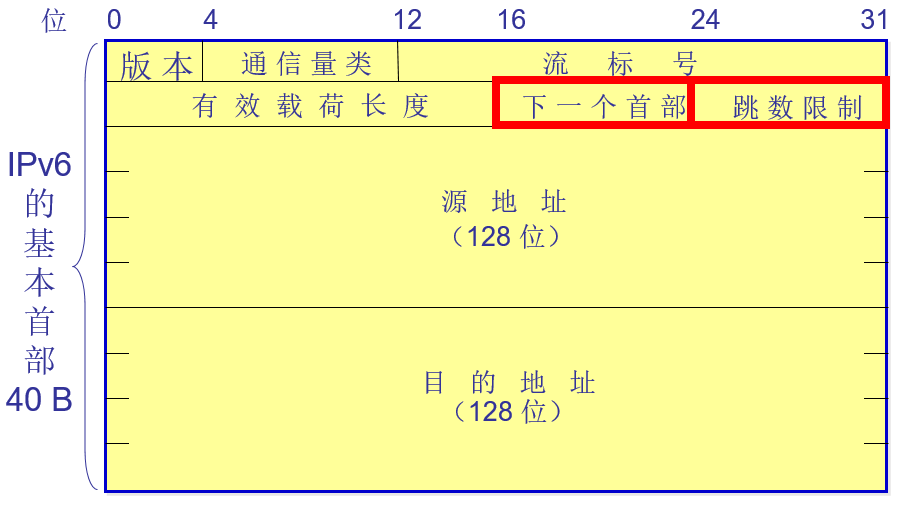 位 0 4 12 16 24 31
版本 通信量类 流标号
有效载荷长度 下一个首部 跳数限制
IPv6
的
基
本
首
部
40 B
源地址
（128 位）
目的地址
（128 位）